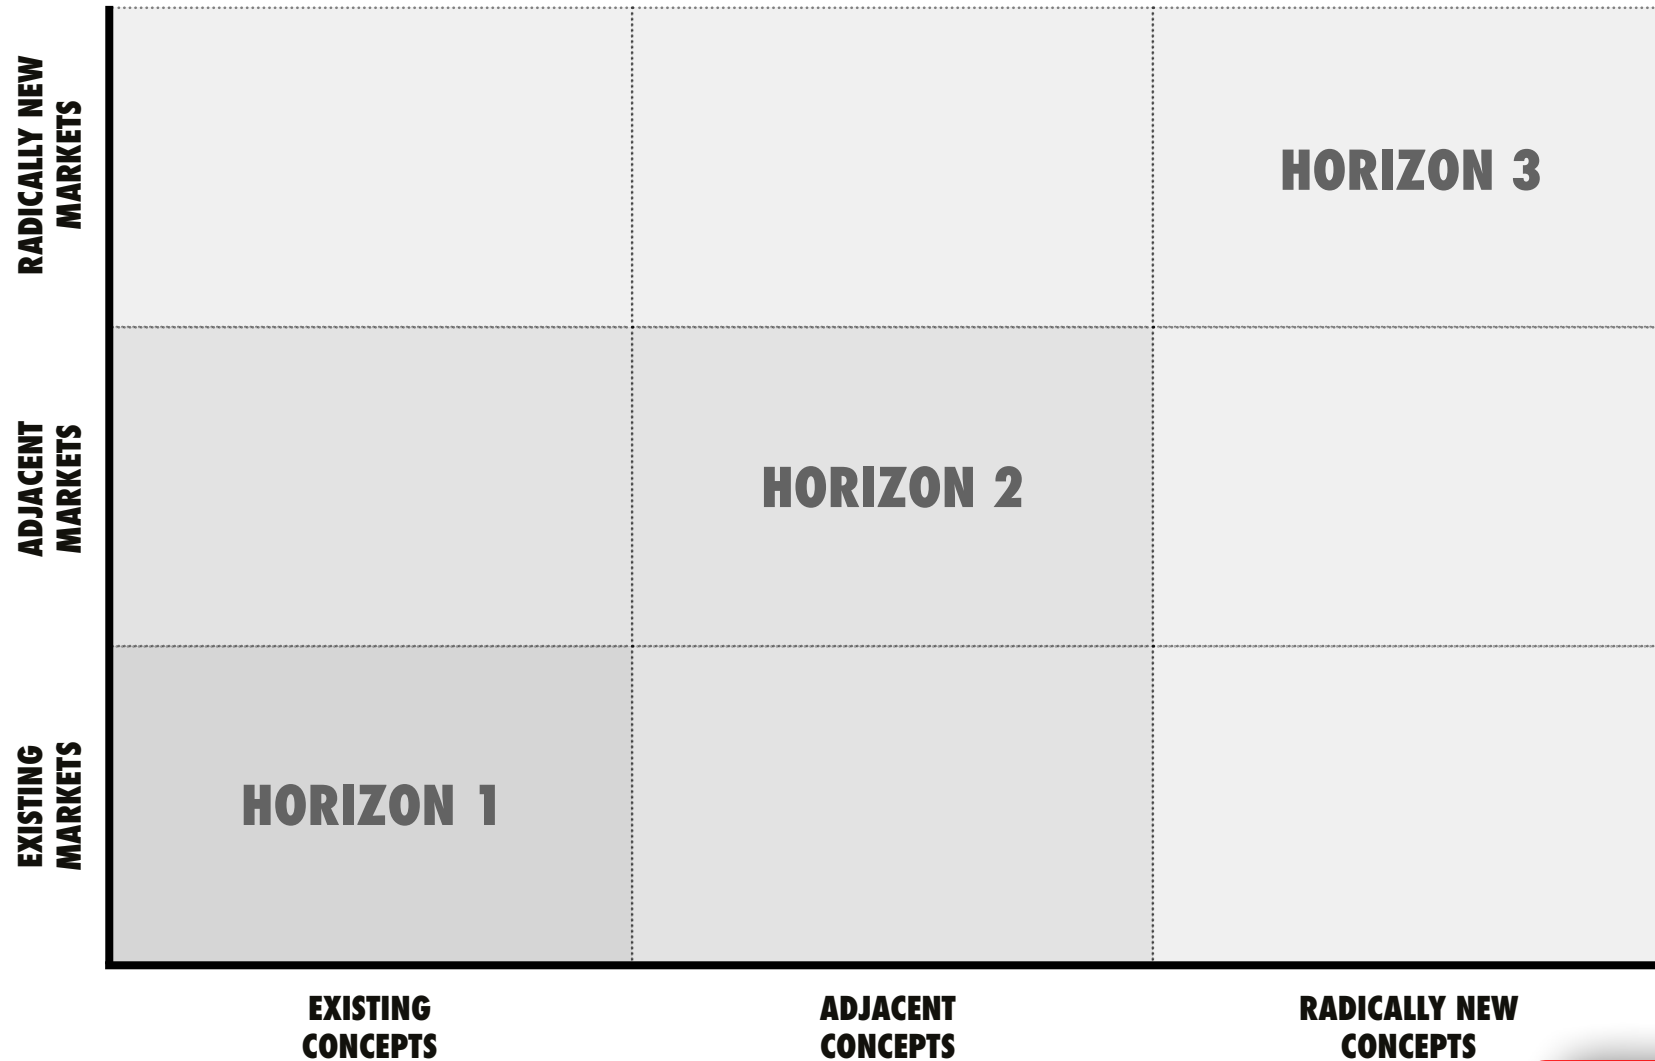 RADICALLY NEW
MARKETS
HORIZON 3
ADJACENT
MARKETS
HORIZON 2
EXISTING
MARKETS
HORIZON 1
EXISTING
CONCEPTS
ADJACENT
CONCEPTS
RADICALLY NEW
CONCEPTS